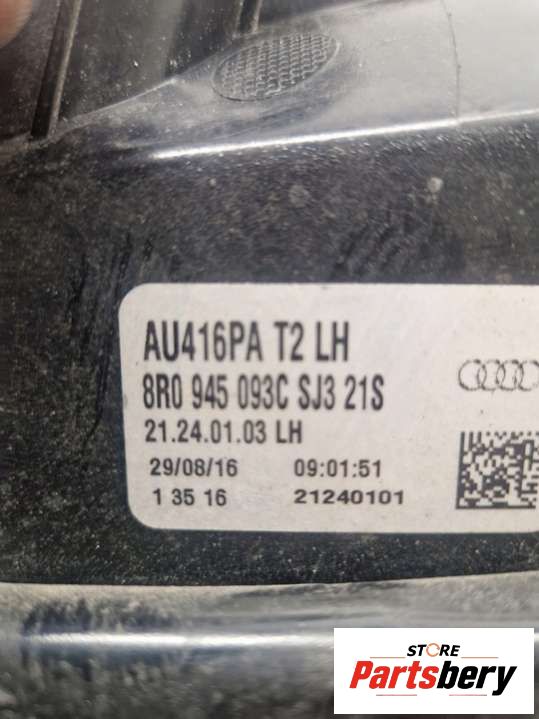 AU416PA T2 LH
8R0 945 093C SJ3 21S
21.24.01.03 LH
29/08/16 09:01:51
1 35 16 21240101
STORE
Partsbery